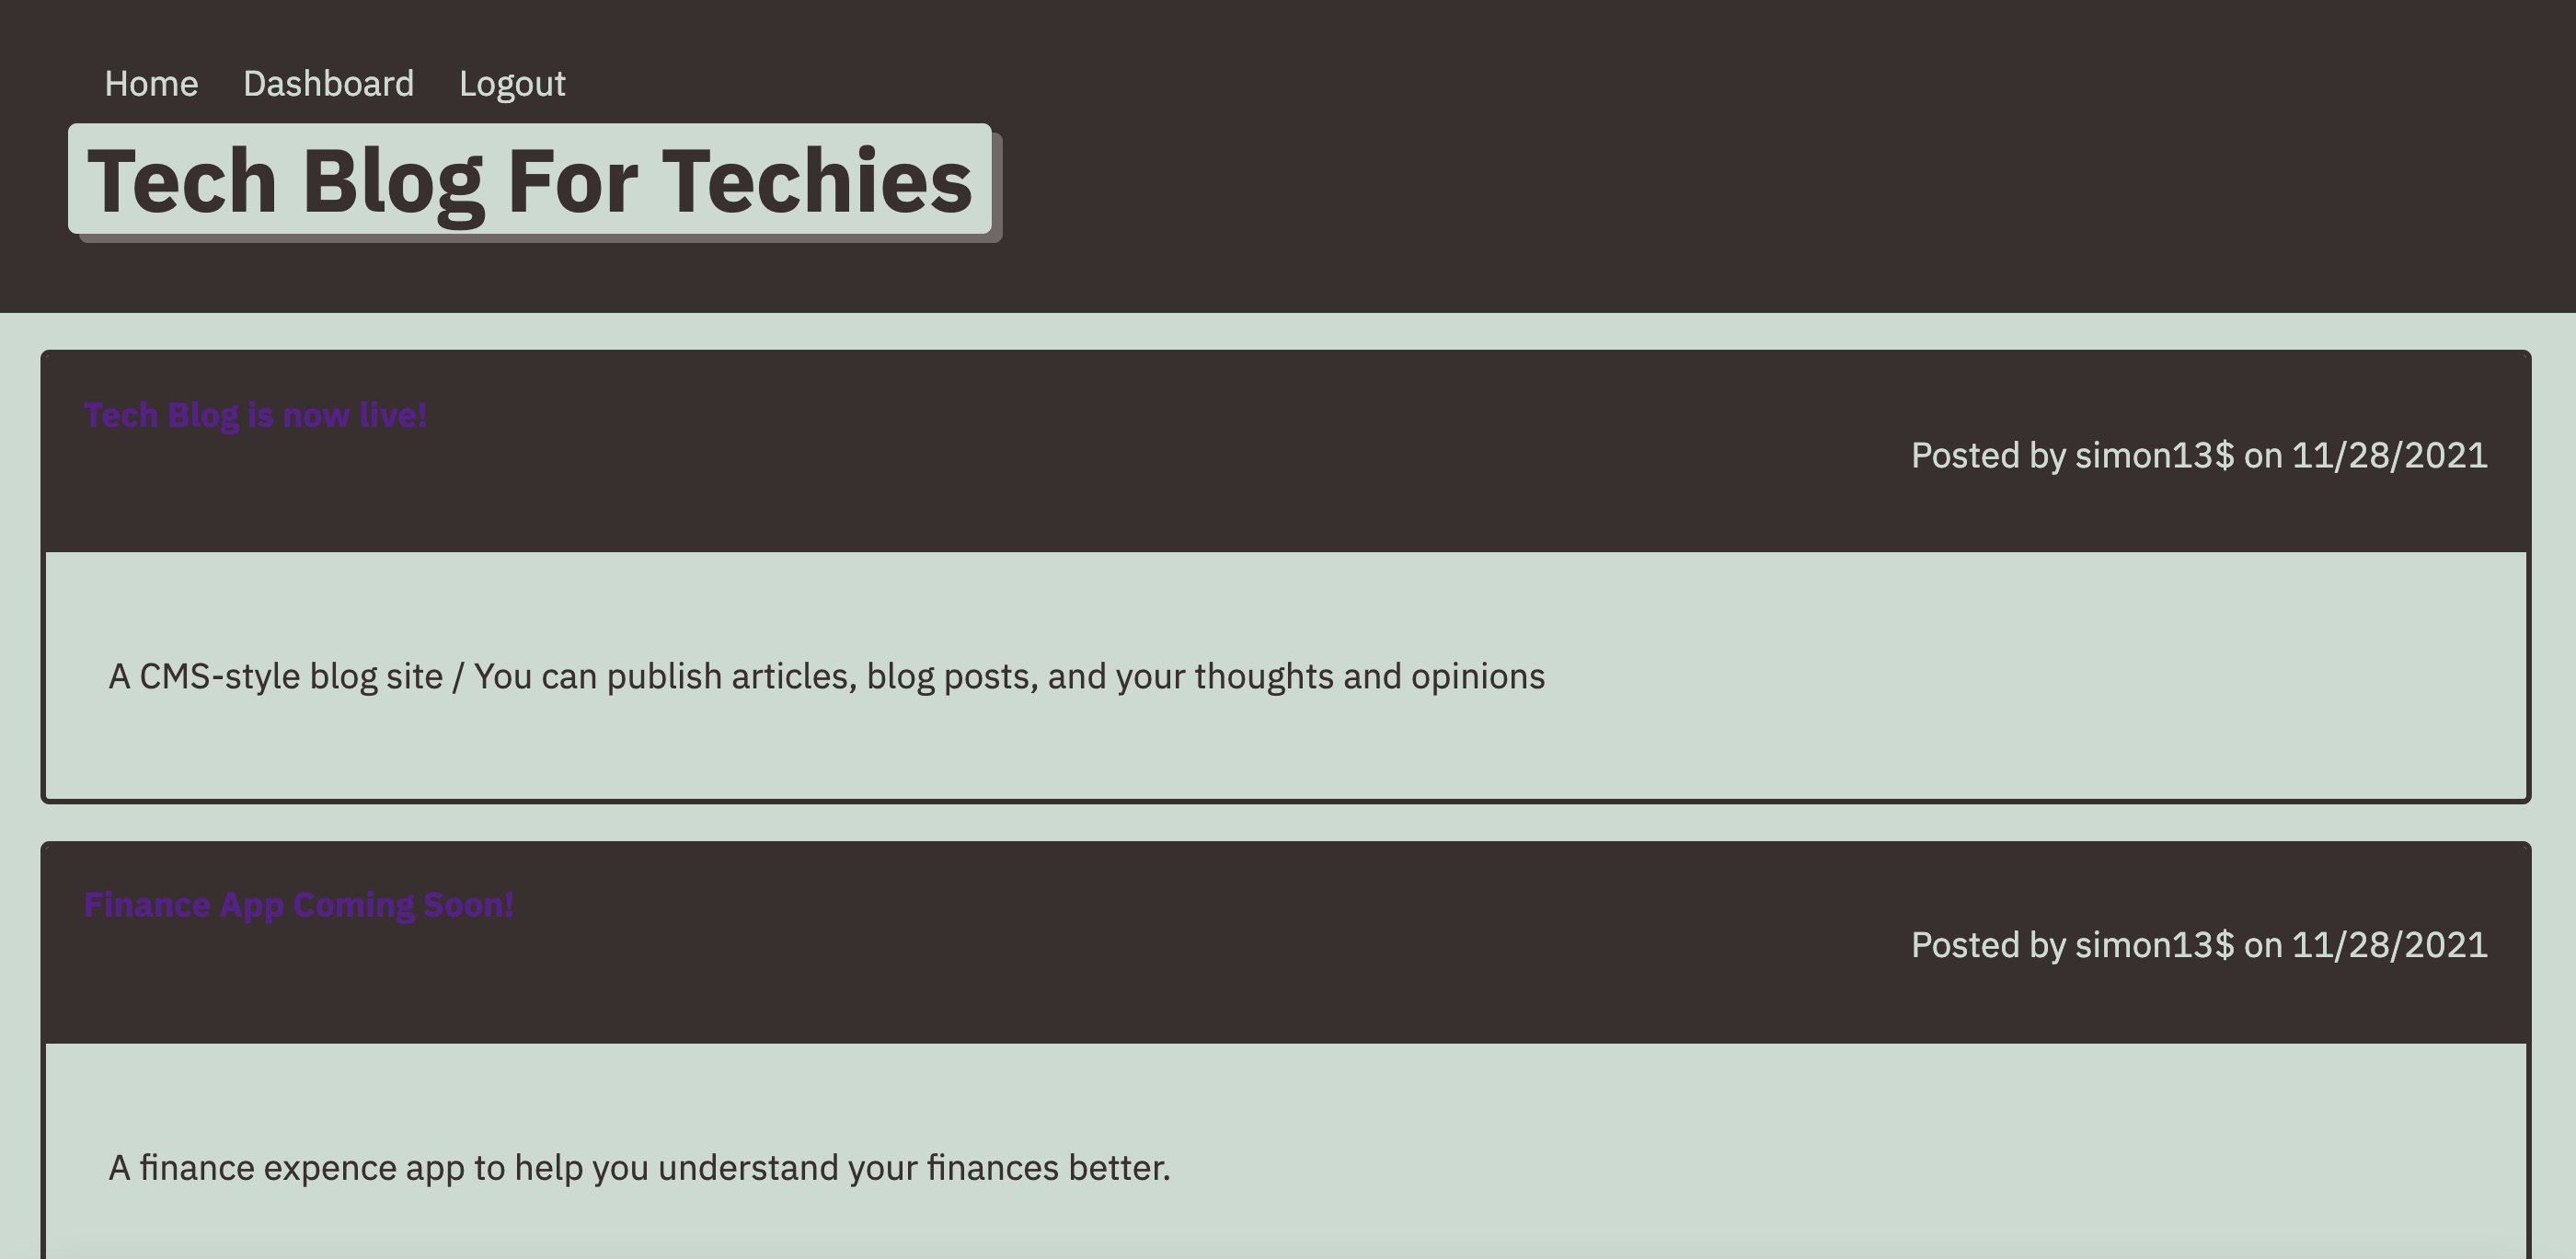 Home Dashboard Logout
Tech Blog For Techies
Tech Blog is now live!
Posted by simon13$ on 11/28/2021
A CMS-style blog site / You can publish articles, blog posts, and your thoughts and opinions
Finance App Coming Soon!
Posted by simon13$ on 11/28/2021
A finance expence app to help you understand your finances better.